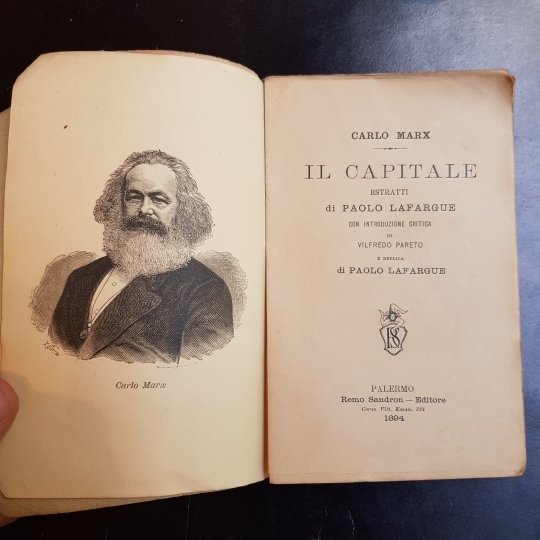 Carlo Marx
CARLO MARX
IL CAPITALE
ESTRATTI
di PAOLO LAFARGUE
CON INTRODUZIONE CRITICA
DI
VILFREDO PARETO
E REPLICA
di PAOLO LAFARGUE
PALERMO
Remo Sandron — Editore
Corso Vitt. Eman. 324
1894